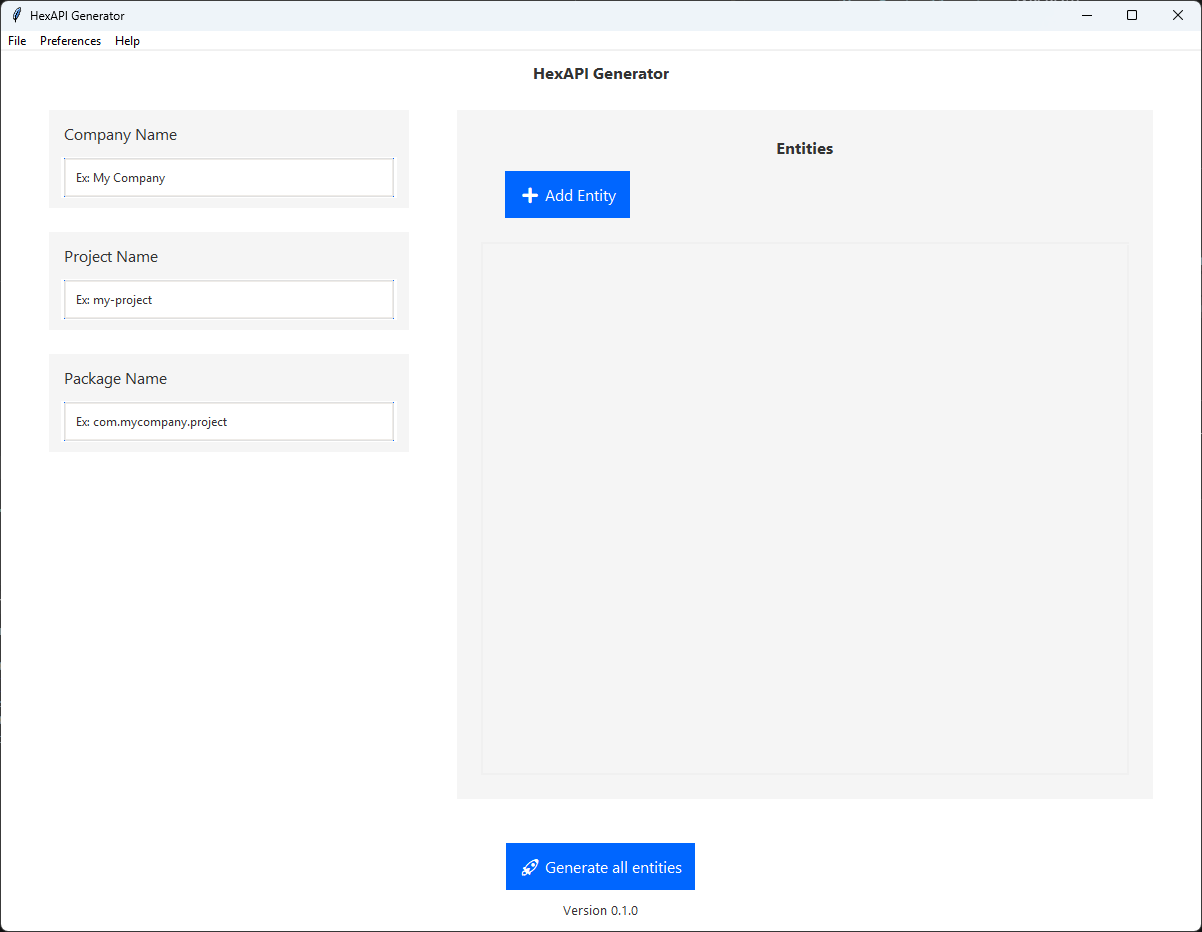 HexAPI Generator
File Preferences Help
HexAPI Generator
Company Name
Ex: My Company
Project Name
Ex: my-project
Package Name
Ex: com.mycompany.project
Entities
Add Entity
Generate all entities
Version 0.1.0